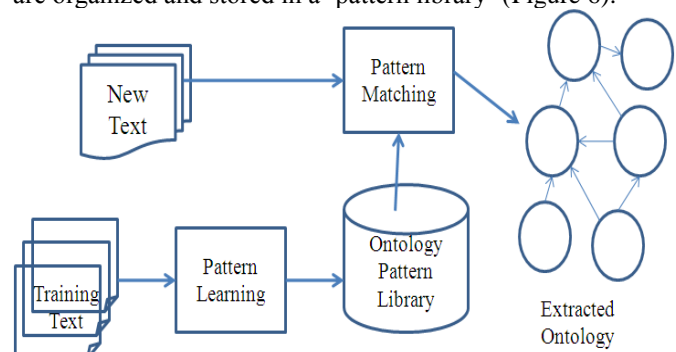 are organized and stored in a "pattern library" (Figure 6).
New
Text
Pattern
Matching
Training
Text
Pattern
Learning
Ontology
Pattern
Library
Extracted
Ontology